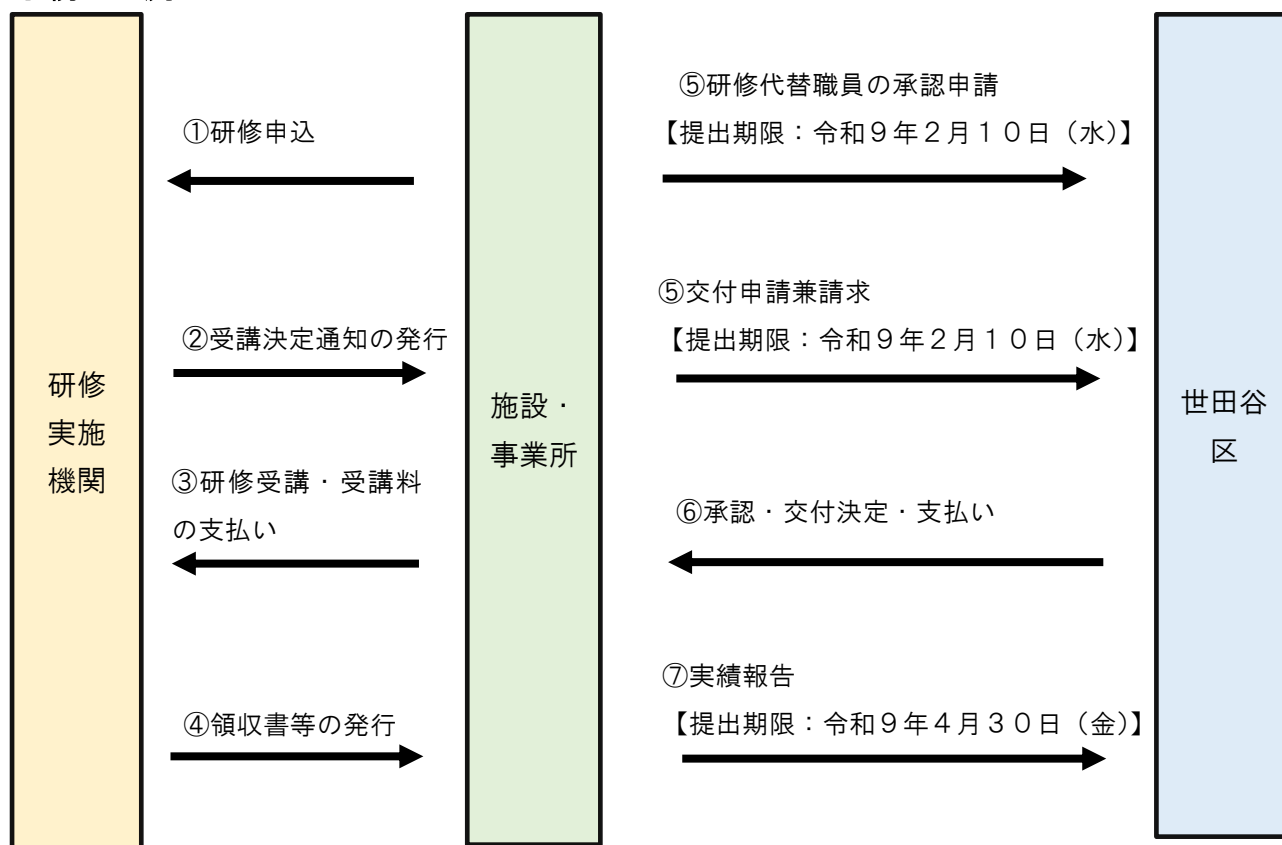 研修
実施
機関
①研修申込
②受講決定通知の発行
③研修受講・受講料
の支払い
④領収書等の発行
施設・
事業所
⑤研修代替職員の承認申請
【提出期限：令和９年２月１０日（水）】
⑤交付申請兼請求
【提出期限：令和９年２月１０日（水）】
⑥承認・交付決定・支払い
⑦実績報告
【提出期限：令和９年４月３０日（金）】
世田谷
区